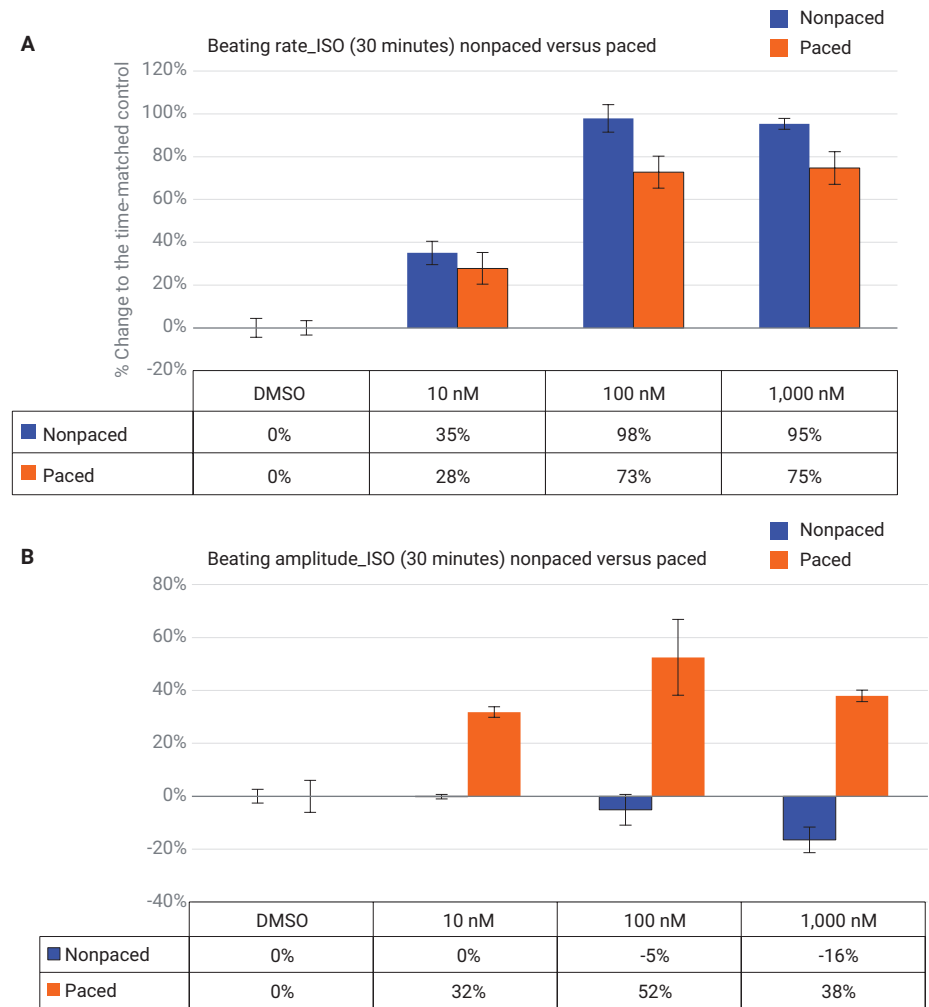 Nonpaced
A Beating rate_ISO (30 minutes) nonpaced versus paced Paced
% Change to the time-matched control
120%
100%
80%
60%
40%
20%
0%
-20%
DMSO 10 nM 100 nM 1,000 nM
Nonpaced 0% 35% 98% 95%
Paced 0% 28% 73% 75%
Nonpaced
B Beating amplitude_ISO (30 minutes) nonpaced versus paced Paced
80%
60%
40%
20%
0%
-20%
-40%
DMSO 10 nM 100 nM 1,000 nM
Nonpaced 0% 0% -5% -16%
Paced 0% 32% 52% 38%